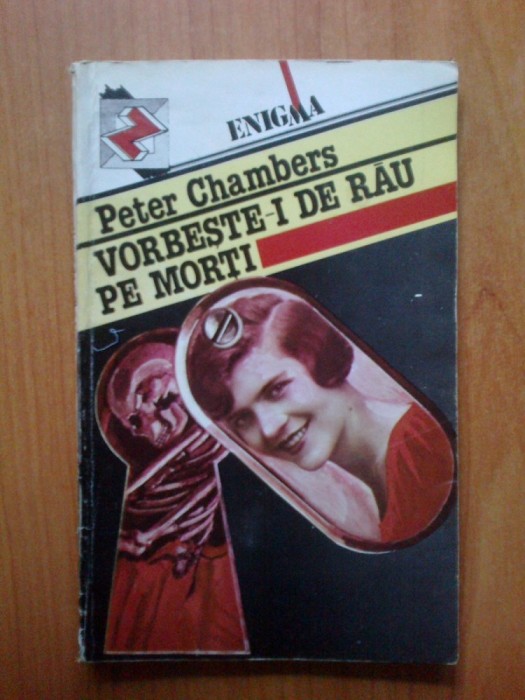 ENIGMA
Peter Chambers
VORBEȘTE-I DE RĂU
PE MORȚI